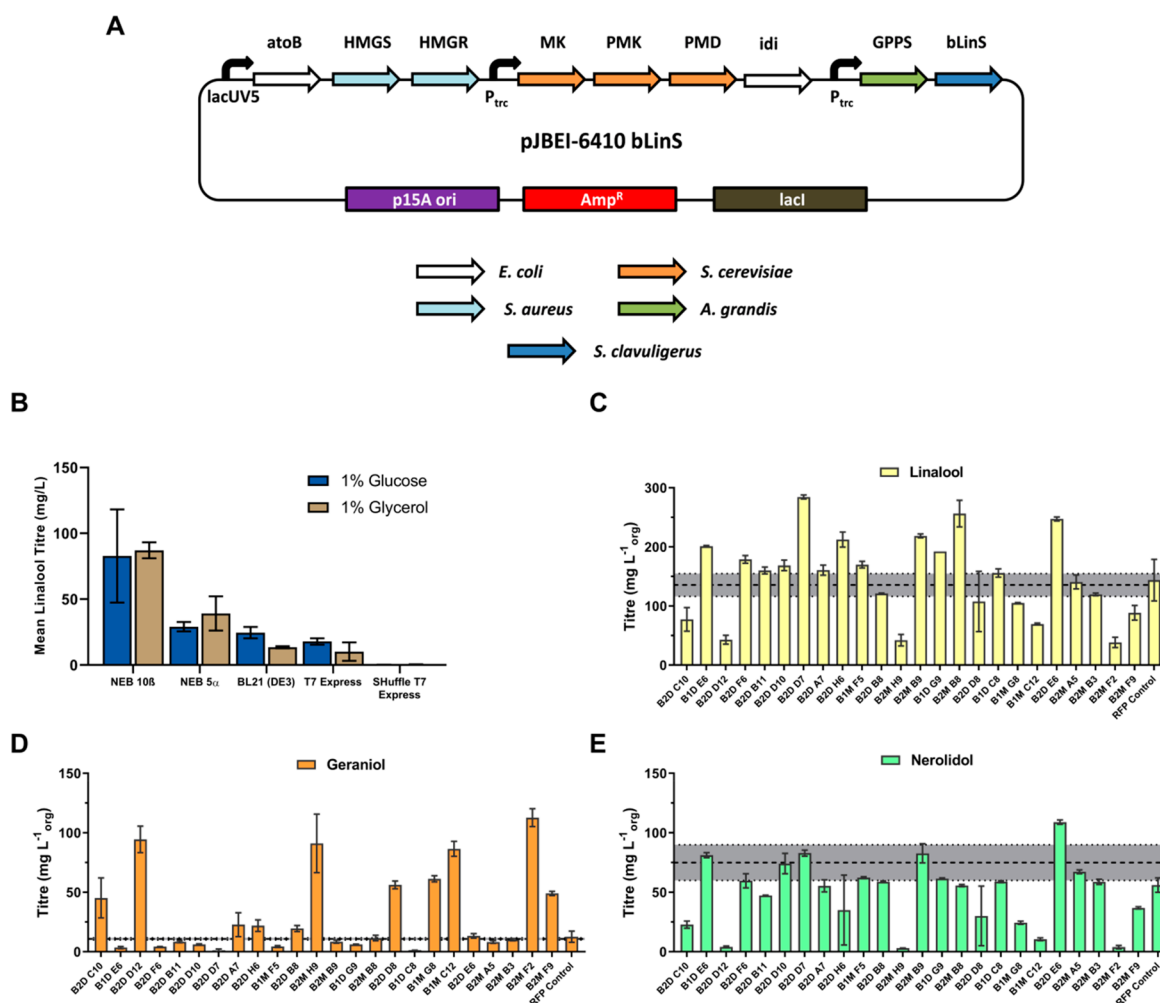 A
atoB HMGS HMGR MK PMK PMD idi GPPS bLinS
lacUV5 Ptrc Ptrc
pJBEI-6410 bLinS
p15A ori AmpR lacI
E. coli S. cerevisiae
S. aureus A. grandis
S. clavuligerus
B
Mean Linalool Titre (mg/L)
150
100
50
0
1% Glucose
1% Glycerol
NEB 10ß NEB 5α BL21 (DE3) T7 Express SHuffle T7
Express
C
Linalool
Titre (mg L-1org)
300
200
100
0
B2D C10 B1D E6 B2D D12 B2D F6 B2D B11 B2D D10 B2D D7 B2D A7 B2D H6 B1M F5 B2D B8 B2M H9 B2M B9 B1D G9 B2M B8 B2D D8 B1D C8 B1M G8 B1M C12 B2D E6 B2M A5 B2M B3 B2M F2 B2M F9 RFP Control
D
Geraniol
Titre (mg L-1org)
150
100
50
0
B2D C10 B1D E6 B2D D12 B2D F6 B2D B11 B2D D10 B2D D7 B2D A7 B2D H6 B1M F5 B2D B8 B2M H9 B2M B9 B1D G9 B2M B8 B2D D8 B1D C8 B1M G8 B1M C12 B2D E6 B2M A5 B2M B3 B2M F2 B2M F9 RFP Control
E
Nerolidol
Titre (mg L-1org)
150
100
50
0
B2D C10 B1D E6 B2D D12 B2D F6 B2D B11 B2D D10 B2D D7 B2D A7 B2D H6 B1M F5 B2D B8 B2M H9 B2M B9 B1D G9 B2M B8 B2D D8 B1D C8 B1M G8 B1M C12 B2D E6 B2M A5 B2M B3 B2M F2 B2M F9 RFP Control